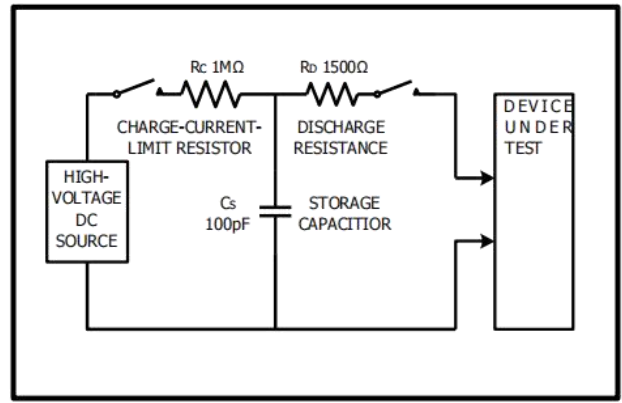 Rc 1MΩ
RD 1500Ω
CHARGE-CURRENT-
LIMIT RESISTOR
DISCHARGE
RESISTANCE
DEVICE
UNDER
TEST
HIGH-
VOLTAGE
DC
SOURCE
Cs
100pF
STORAGE
CAPACITIOR